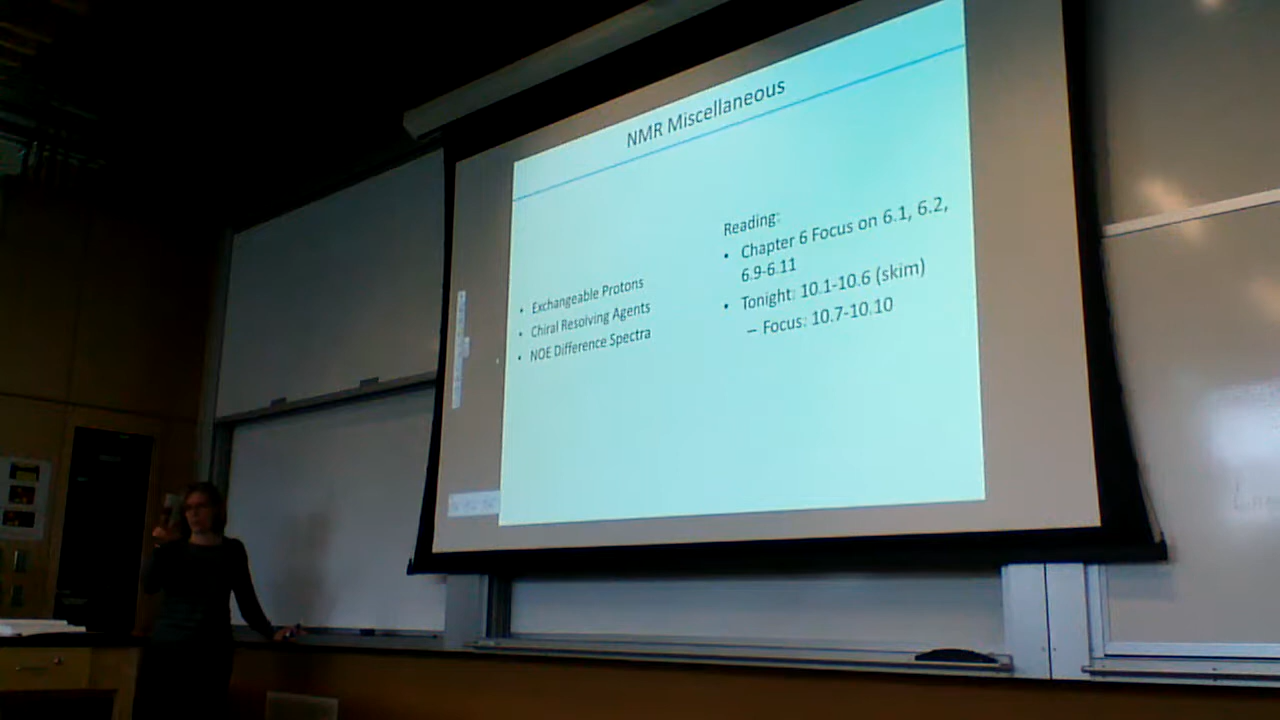 NMR Miscellaneous
• Exchangeable Protons
• Chiral Resolving Agents
• NOE Difference Spectra
Reading:
• Chapter 6 Focus on 6.1, 6.2,
6.9-6.11
• Tonight: 10.1-10.6 (skim)
– Focus: 10.7-10.10